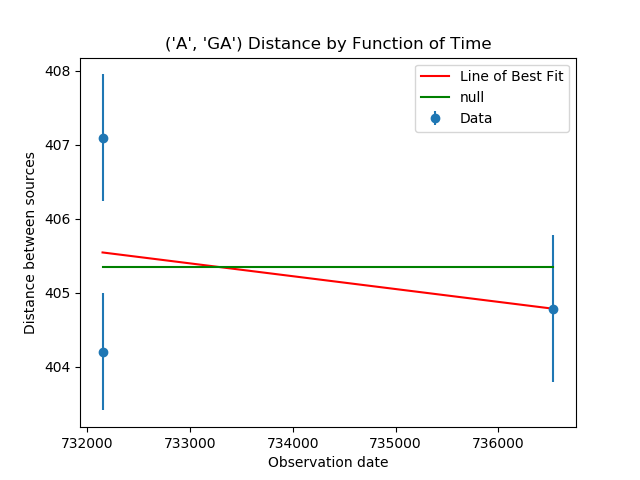 ('A', 'GA') Distance by Function of Time
Line of Best Fit
null
Data
408
407
406
405
404
Distance between sources
732000 733000 734000 735000 736000
Observation date